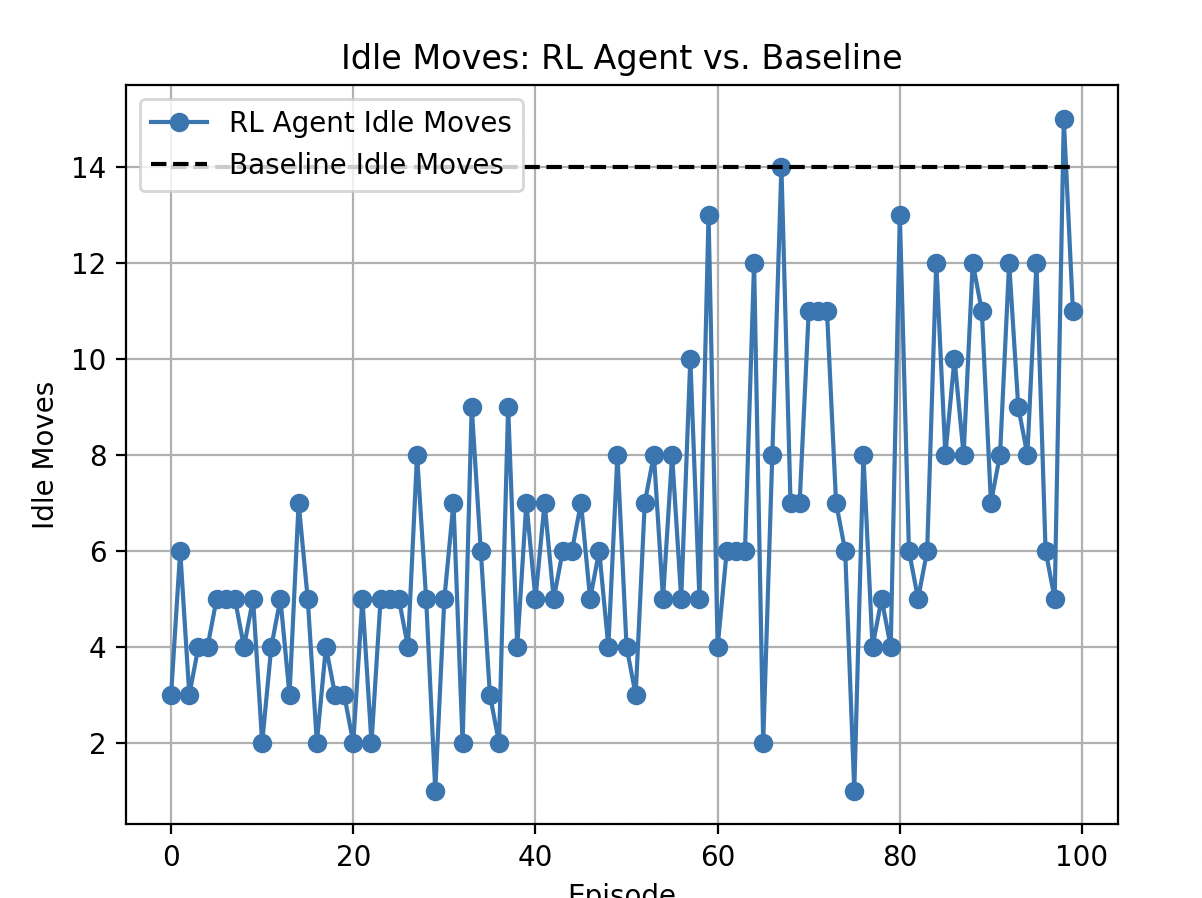 Idle Moves: RL Agent vs. Baseline
RL Agent Idle Moves
Baseline Idle Moves
14
12
10
8
6
4
2
Idle Moves
0 20 40 60 80 100
Episode